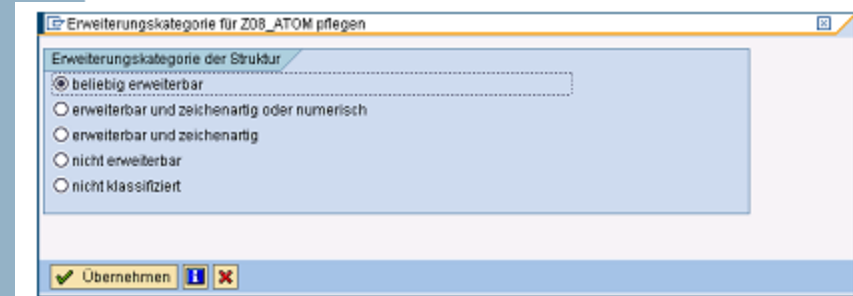 Erweiterungskategorie für Z08_ATOM pflegen
Erweiterungskategorie der Struktur
beliebig erweiterbar
erweiterbar und zeichenartig oder numerisch
erweiterbar und zeichenartig
nicht erweiterbar
nicht klassifiziert
Übernehmen